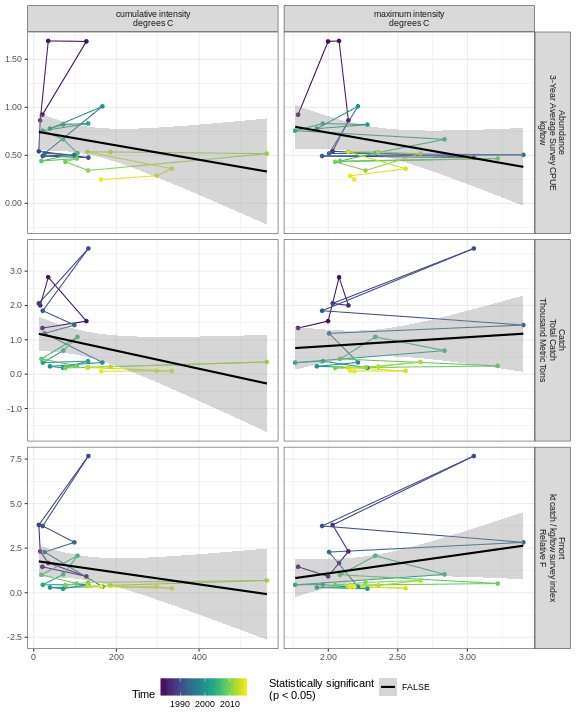 cumulative intensity
degrees C
maximum intensity
degrees C
1.50
1.00
0.50
0.00
Abundance
3-Year Average Survey CPUE
kg/tow
3.0
2.0
1.0
0.0
-1.0
Catch
Total Catch
Thousand Metric Tons
7.5
5.0
2.5
0.0
-2.5
Fmort
kt catch / kg/tow survey index
Relative F
0
200
400
2.00
2.50
3.00
Time
1990 2000 2010
Statistically significant
(p < 0.05)
FALSE